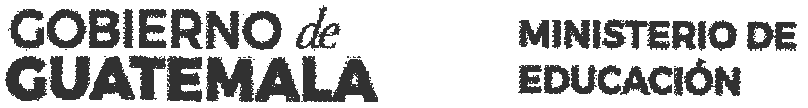 GOBIERNO de
GUATEMALA
MINISTERIO DE
EDUCACIÓN